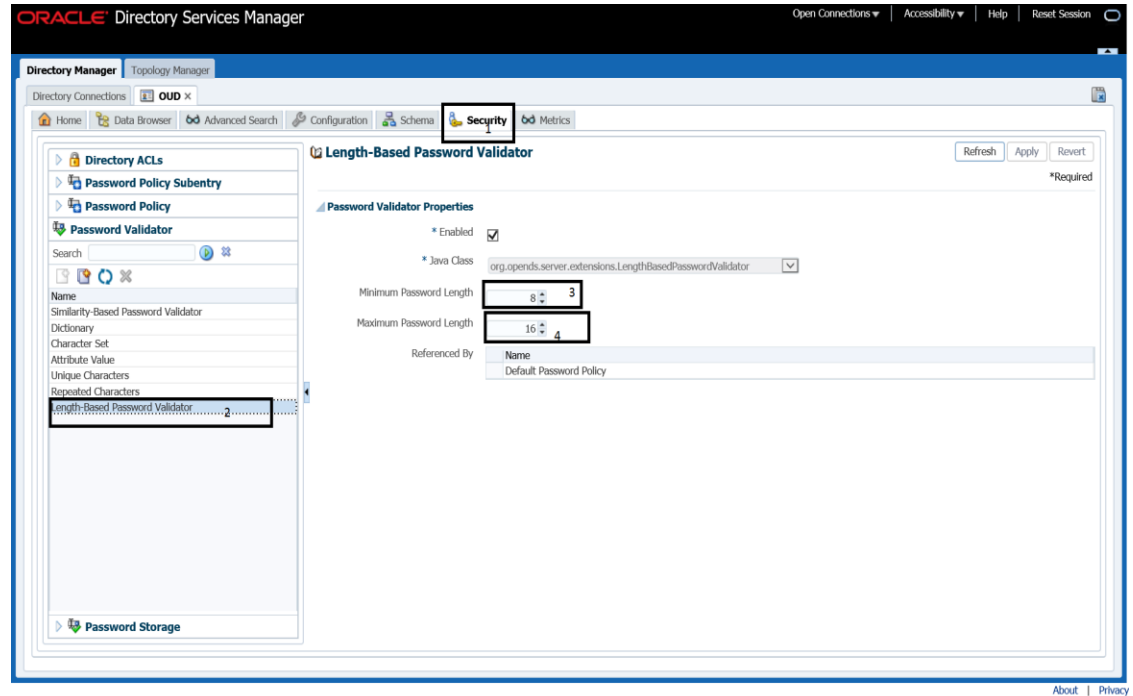 ORACLE Directory Services Manager
Open Connections Accessibility Help Reset Session
Directory Manager Topology Manager
Directory Connections OUD ×
Home Data Browser Advanced Search Configuration Schema Security Metrics
1
Directory ACLs
Password Policy Subentry
Password Policy
Password Validator
Search
Name
Similarity-Based Password Validator
Dictionary
Character Set
Attribute Value
Unique Characters
Repeated Characters
Length-Based Password Validator 2
Password Storage
Length-Based Password Validator
Refresh Apply Revert
*Required
Password Validator Properties
* Enabled
* Java Class org.opends.server.extensions.LengthBasedPasswordValidator
Minimum Password Length 8 3
Maximum Password Length 16 4
Referenced By Name
Default Password Policy
About | Privacy